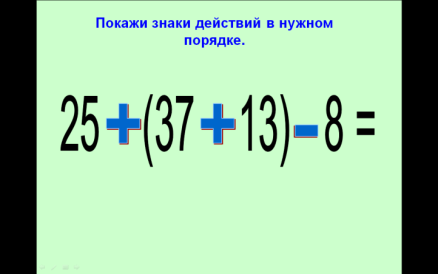 Покажи знаки действий в нужном
порядке.
25 + (37 + 13) – 8 =